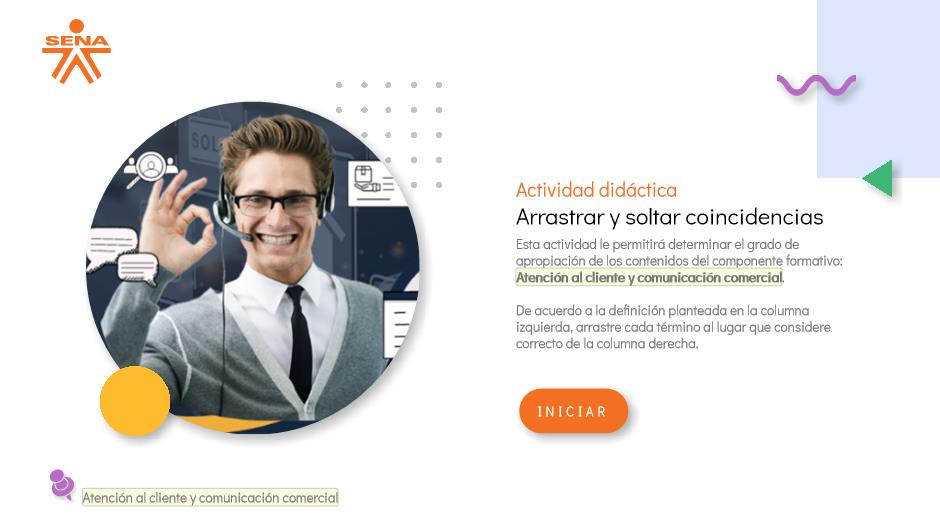 SENA
SOL
Actividad didáctica
Arrastrar y soltar coincidencias
Esta actividad le permitirá determinar el grado de
apropiación de los contenidos del componente formativo:
Atención al cliente y comunicación comercial.
De acuerdo a la definición planteada en la columna
izquierda, arrastre cada término al lugar que considere
correcto de la columna derecha.
INICIAR
Atención al cliente y comunicación comercial